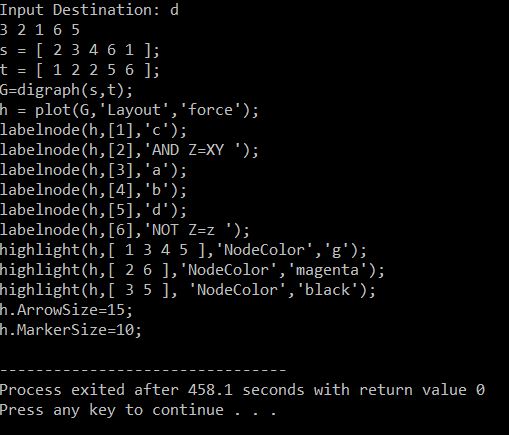 Input Destination: d
3 2 1 6 5
s = [ 2 3 4 6 1 ];
t = [ 1 2 2 5 6 ];
G=digraph(s,t);
h = plot(G,'Layout','force');
labelnode(h,[1],'c');
labelnode(h,[2],'AND Z=XY ');
labelnode(h,[3],'a');
labelnode(h,[4],'b');
labelnode(h,[5],'d');
labelnode(h,[6],'NOT Z=z ');
highlight(h,[ 1 3 4 5 ],'NodeColor','g');
highlight(h,[ 2 6 ],'NodeColor','magenta');
highlight(h,[ 3 5 ], 'NodeColor','black');
h.ArrowSize=15;
h.MarkerSize=10;
--------------------------------
Process exited after 458.1 seconds with return value 0
Press any key to continue . . .